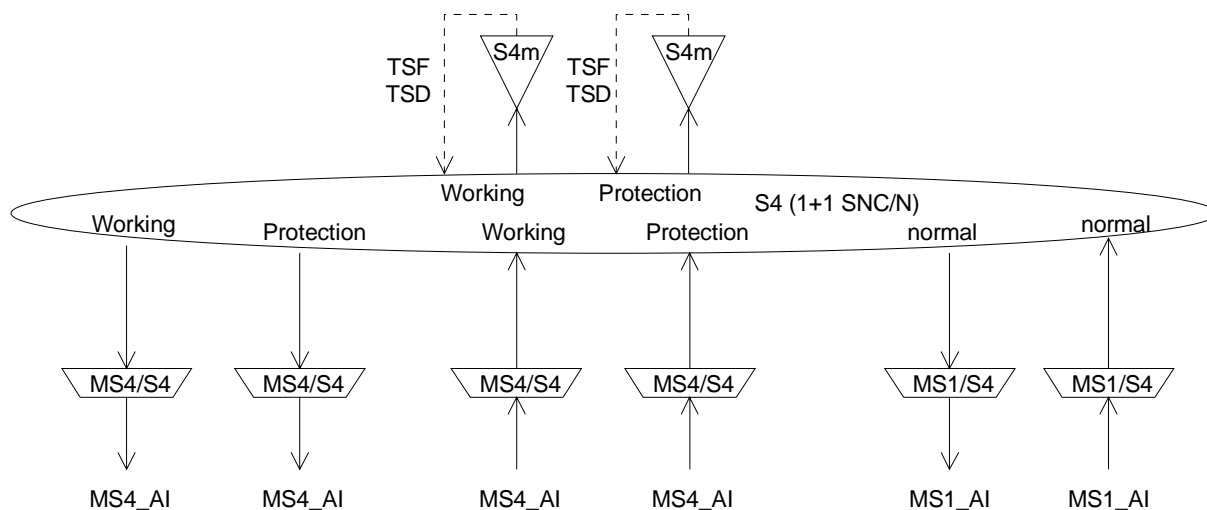 S4m
S4m
TSF
TSD
TSF
TSD
Working
Protection
S4 (1+1 SNC/N)
Working
Protection
Working
Protection
normal
normal
MS4/S4
MS4/S4
MS4/S4
MS4/S4
MS1/S4
MS1/S4
MS4_AI
MS4_AI
MS4_AI
MS4_AI
MS1_AI
MS1_AI